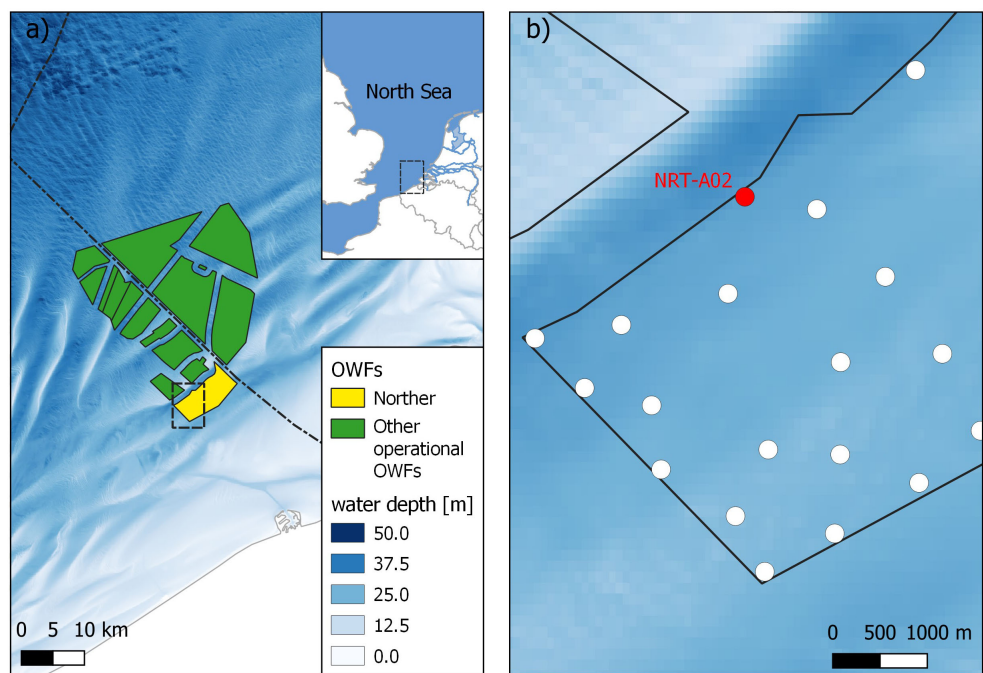 a)
North Sea
OWFs
Norther
Other
operational
OWFs
water depth [m]
50.0
37.5
25.0
12.5
0.0
0 5 10 km
b)
NRT-A02
0 500 1000 m